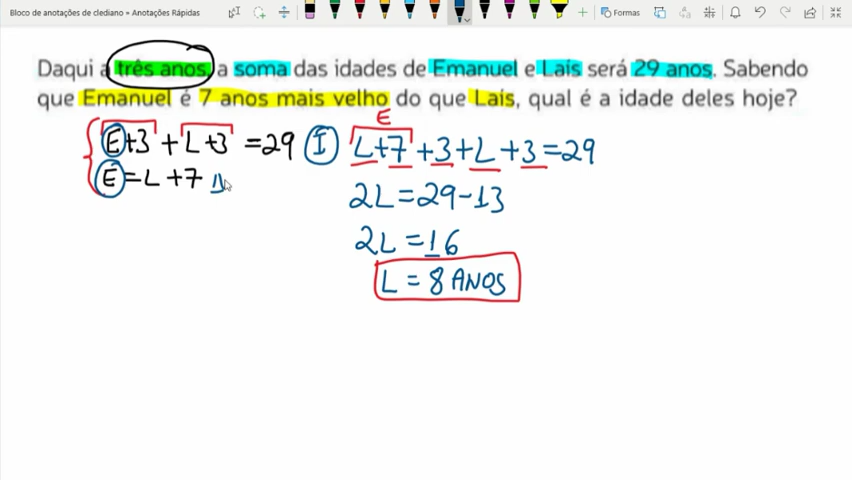 Bloco de anotações de clediano » Anotações Rápidas
Formas
Daqui a três anos, a soma das idades de Emanuel e Lais será 29 anos. Sabendo
que Emanuel é 7 anos mais velho do que Lais, qual é a idade deles hoje?
E
E+3 + L+3 =29 I L+7 +3+L+3=29
E=L+7
2L=29-13
2L=16
L=8 ANOS